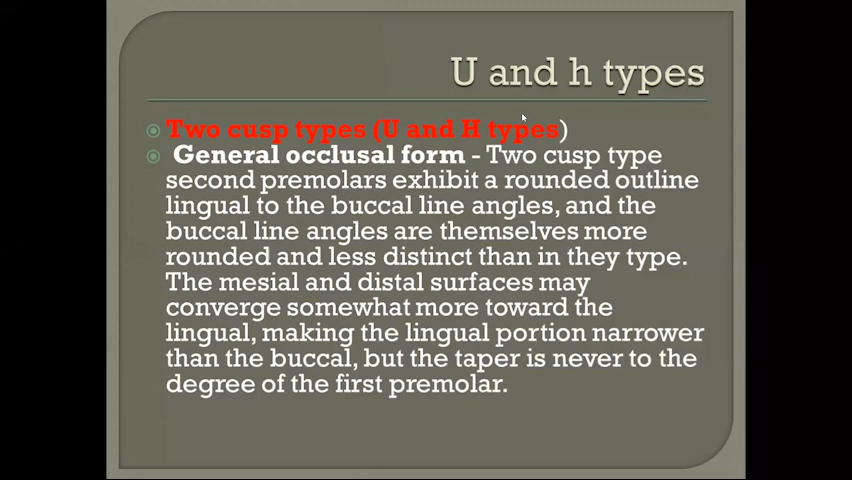 U and h types
Two cusp types (U and H types)
General occlusal form - Two cusp type
second premolars exhibit a rounded outline
lingual to the buccal line angles, and the
buccal line angles are themselves more
rounded and less distinct than in they type.
The mesial and distal surfaces may
converge somewhat more toward the
lingual, making the lingual portion narrower
than the buccal, but the taper is never to the
degree of the first premolar.